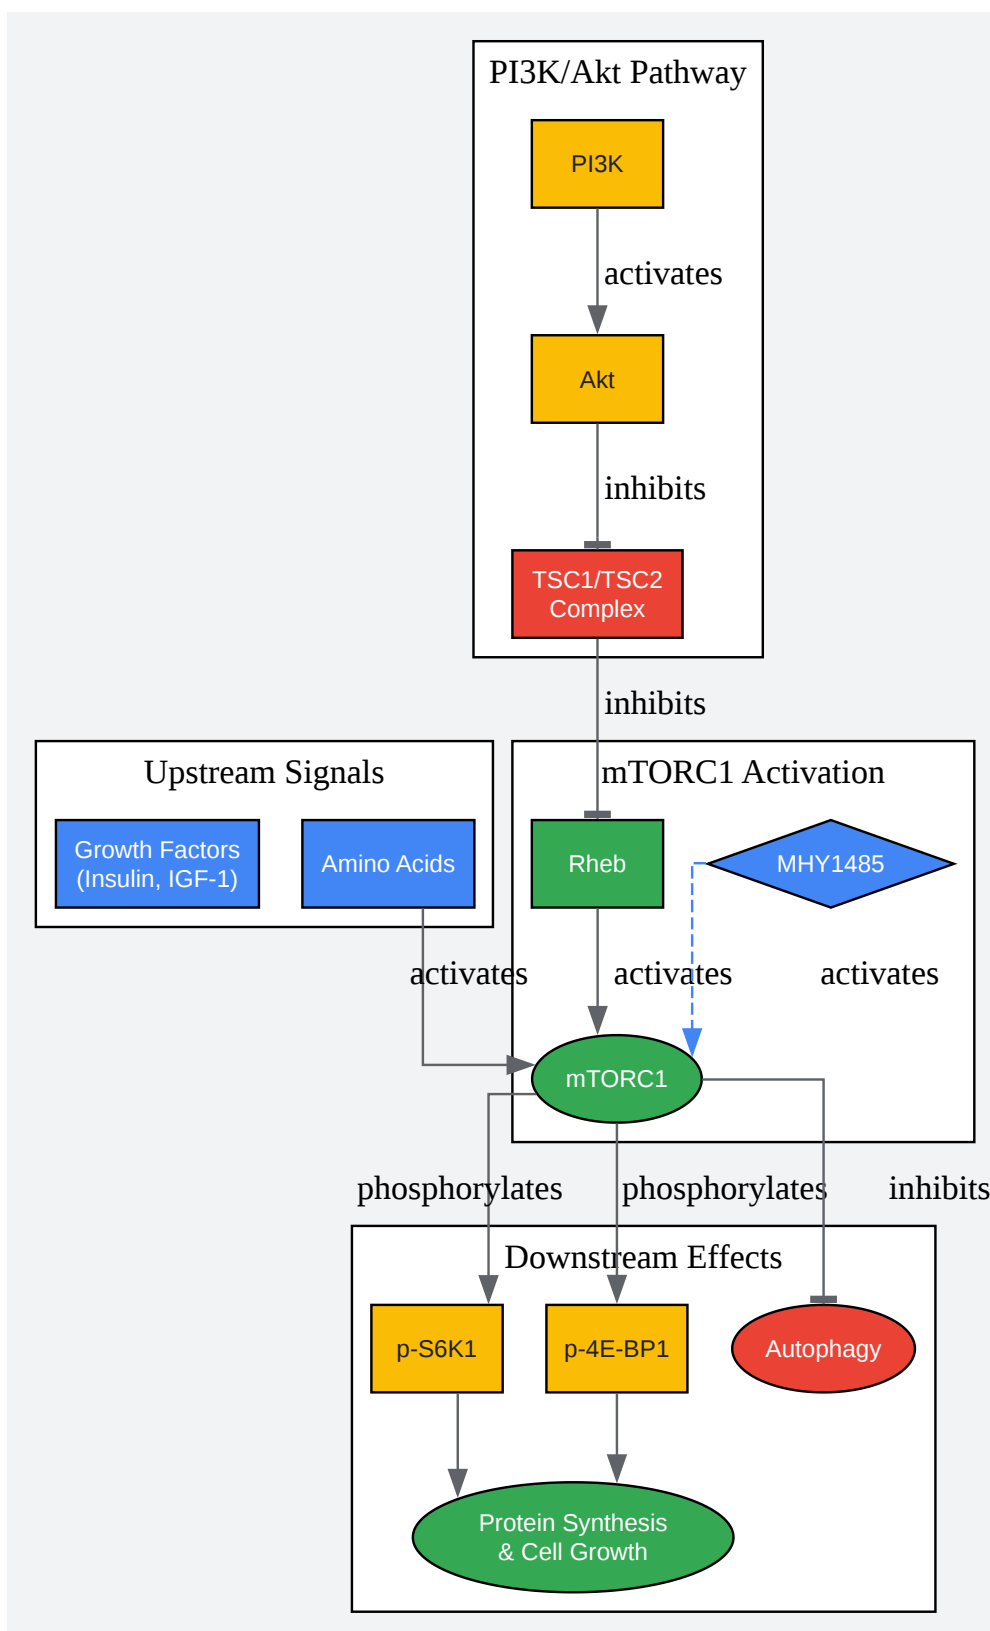 PI3K/Akt Pathway
PI3K
activates
Akt
inhibits
TSC1/TSC2
Complex
inhibits
Upstream Signals
mTORC1 Activation
Growth Factors
(Insulin, IGF-1)
Amino Acids
Rheb
MHY1485
activates
activates
activates
mTORC1
phosphorylates
phosphorylates
inhibits
Downstream Effects
p-S6K1
p-4E-BP1
Autophagy
Protein Synthesis
& Cell Growth